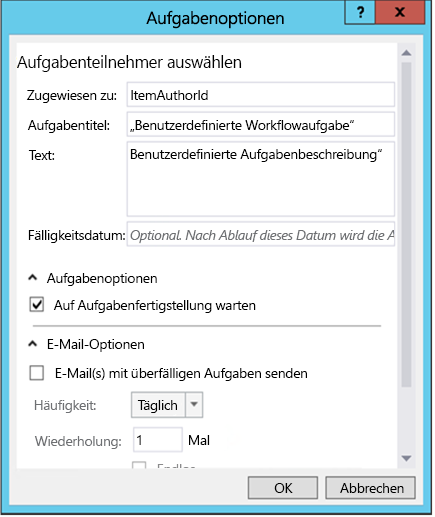 Aufgabenoptionen
? x
Aufgabenteilnehmer auswählen
Zugewiesen zu: ItemAuthorId
Aufgabentitel: „Benutzerdefinierte Workflowaufgabe“
Text: Benutzerdefinierte Aufgabenbeschreibung“
Fälligkeitsdatum: Optional. Nach Ablauf dieses Datum wird die A
Aufgabenoptionen
Auf Aufgabenfertigstellung warten
E-Mail-Optionen
E-Mail(s) mit überfälligen Aufgaben senden
Häufigkeit: Täglich
Wiederholung: 1 Mal
OK Abbrechen